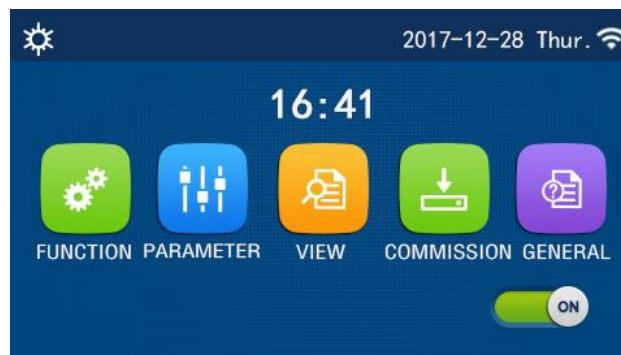 2017-12-28 Thur.
16:41
FUNCTION PARAMETER VIEW COMMISSION GENERAL
ON